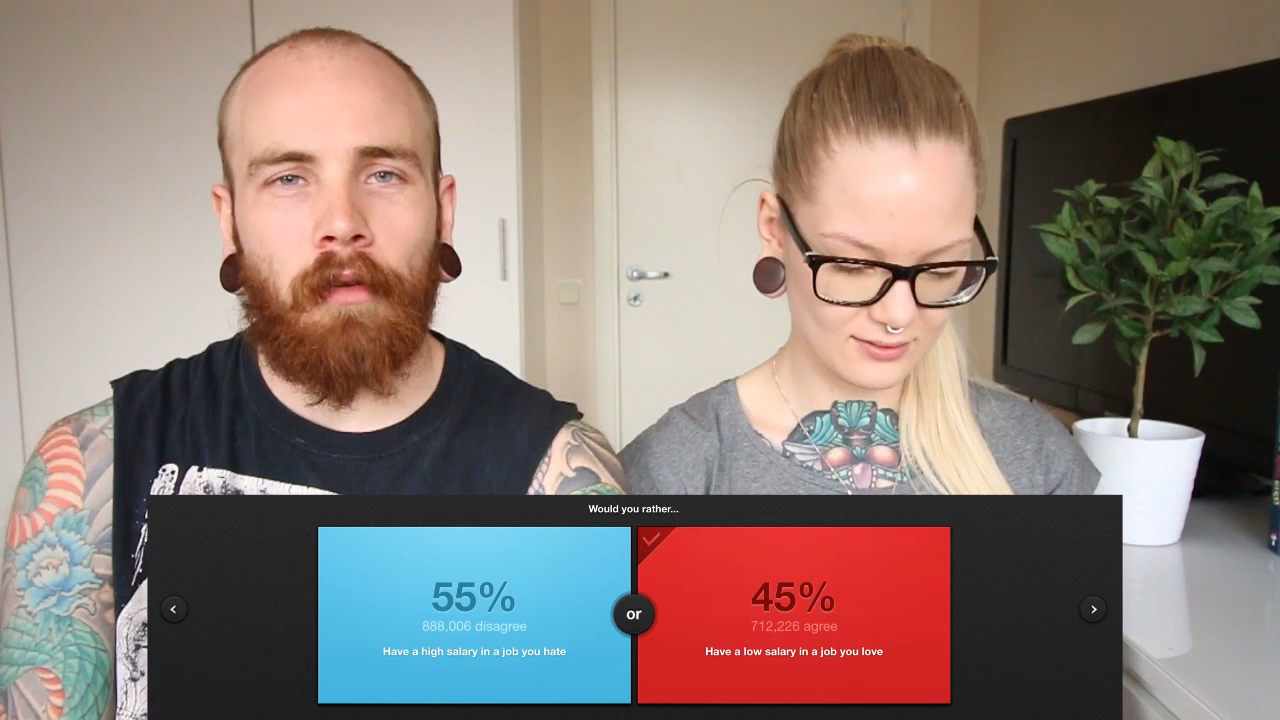 Would you rather...
55%
888,006 disagree
Have a high salary in a job you hate
or
45%
712,226 agree
Have a low salary in a job you love